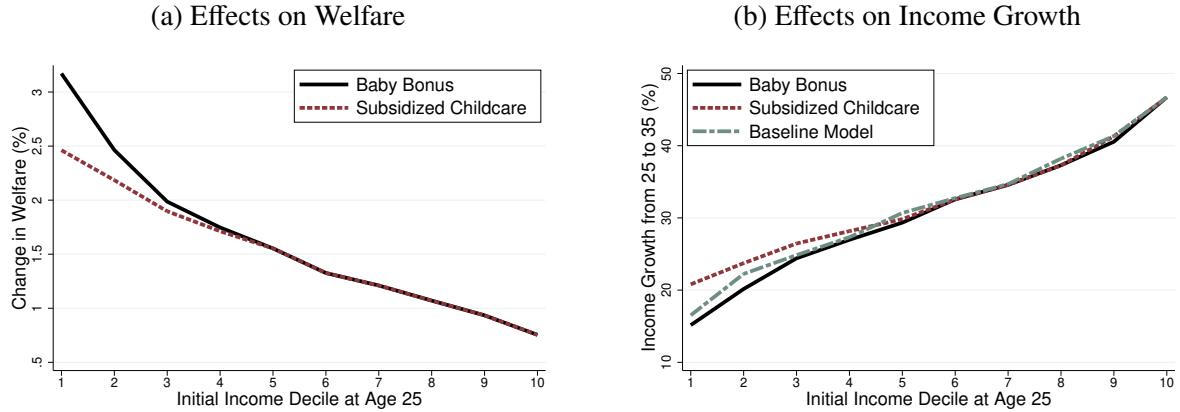 (a) Effects on Welfare
Change in Welfare (%)
3
2.5
2
1.5
1
.5
Baby Bonus
Subsidized Childcare
1 2 3 4 5 6 7 8 9 10
Initial Income Decile at Age 25
(b) Effects on Income Growth
Income Growth from 25 to 35 (%)
50
40
30
20
10
Baby Bonus
Subsidized Childcare
Baseline Model
1 2 3 4 5 6 7 8 9 10
Initial Income Decile at Age 25